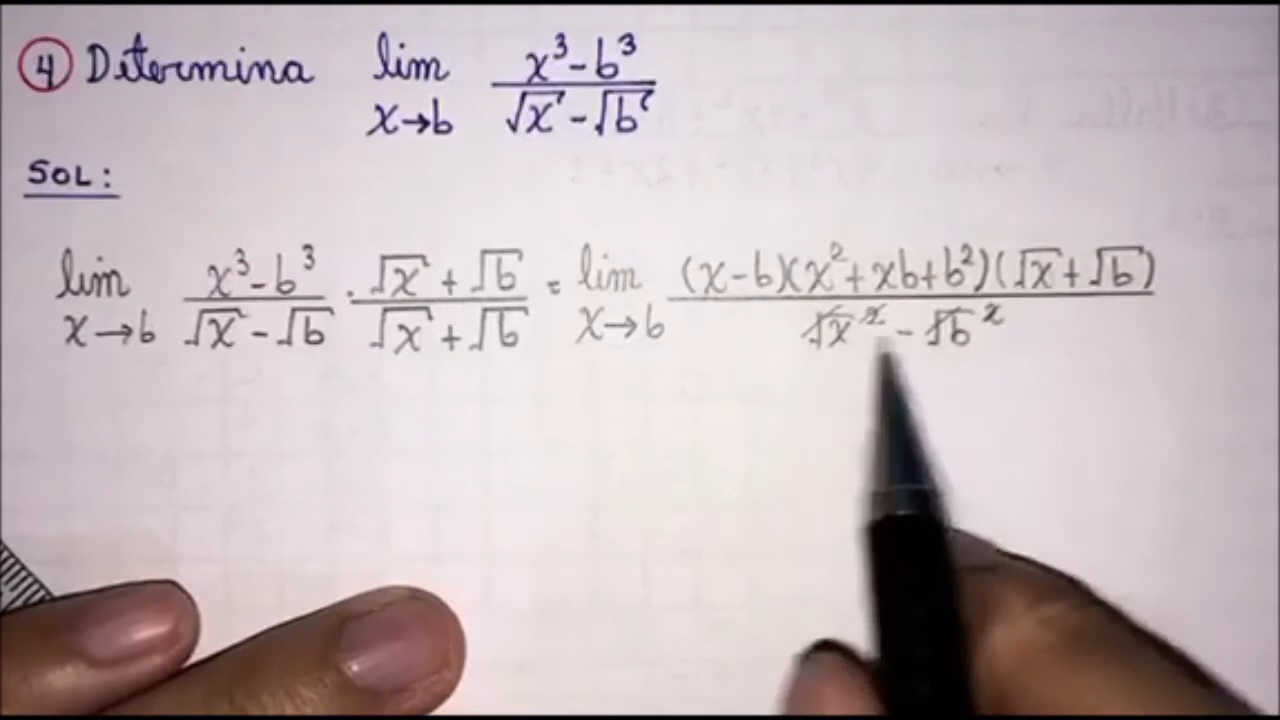 ④ Determina lim x→b (x³-b³)/(√x-√b)
SOL:
lim x→b (x³-b³)/(√x-√b) · (√x+√b)/(√x+√b) = lim x→b ((x-b)(x²+xb+b²)(√x+√b))/(√x²-√b²)